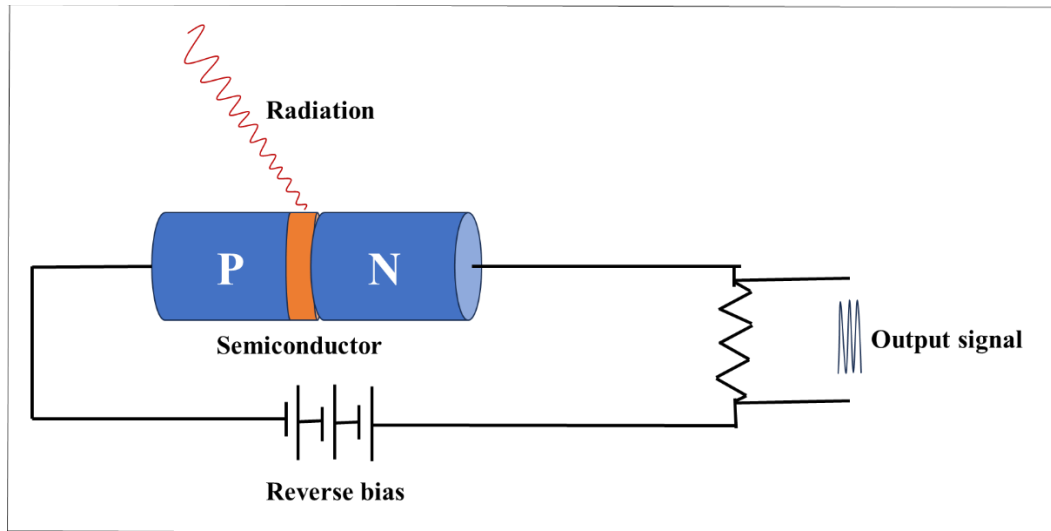 Radiation
P
N
Semiconductor
Output signal
Reverse bias